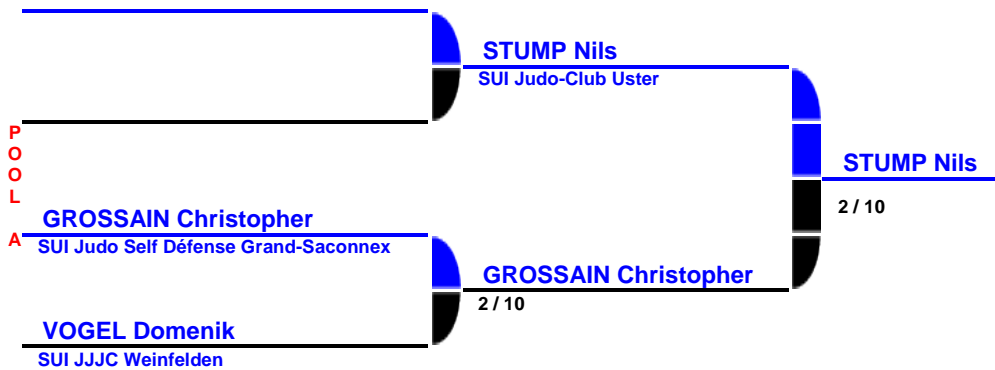 STUMP Nils
SUI Judo-Club Uster
POOL A
STUMP Nils
2 / 10
GROSSAIN Christopher
SUI Judo Self Défense Grand-Saconnex
GROSSAIN Christopher
2 / 10
VOGEL Domenik
SUI JJJC Weinfelden